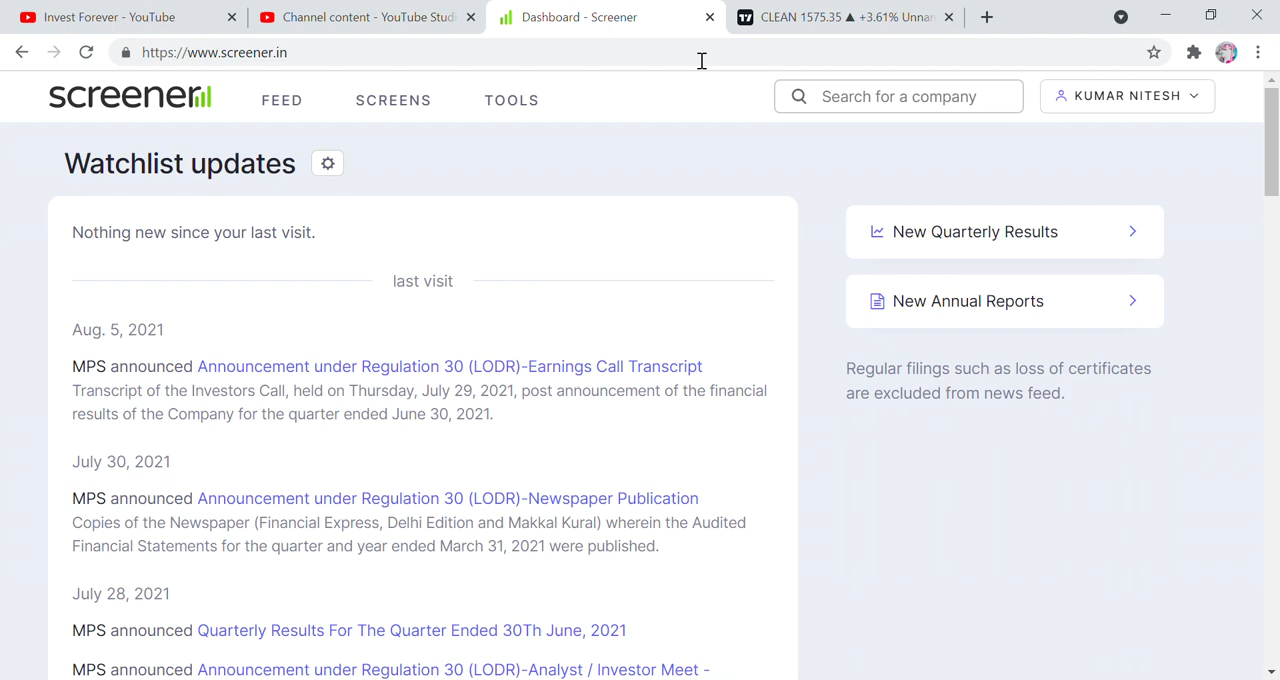 Invest Forever - YouTube
Channel content - YouTube Studi
Dashboard - Screener
CLEAN 1575.35 ▲ +3.61% Unnar
https://www.screener.in
screener
FEED
SCREENS
TOOLS
Search for a company
KUMAR NITESH
Watchlist updates
Nothing new since your last visit.
last visit
Aug. 5, 2021
MPS announced Announcement under Regulation 30 (LODR)-Earnings Call Transcript
Transcript of the Investors Call, held on Thursday, July 29, 2021, post announcement of the financial
results of the Company for the quarter ended June 30, 2021.
July 30, 2021
MPS announced Announcement under Regulation 30 (LODR)-Newspaper Publication
Copies of the Newspaper (Financial Express, Delhi Edition and Makkal Kural) wherein the Audited
Financial Statements for the quarter and year ended March 31, 2021 were published.
July 28, 2021
MPS announced Quarterly Results For The Quarter Ended 30Th June, 2021
MPS announced Announcement under Regulation 30 (LODR)-Analyst / Investor Meet -
New Quarterly Results
New Annual Reports
Regular filings such as loss of certificates
are excluded from news feed.